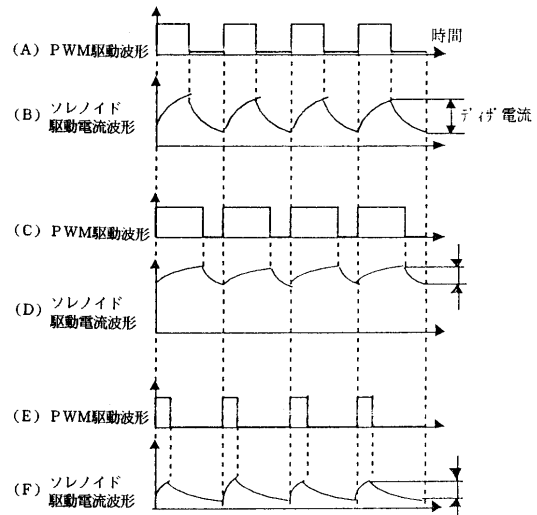 (A) PWM駆動波形
時間
(B) ソレノイド
駆動電流波形
ディザ電流
(C) PWM駆動波形
(D) ソレノイド
駆動電流波形
(E) PWM駆動波形
(F) ソレノイド
駆動電流波形